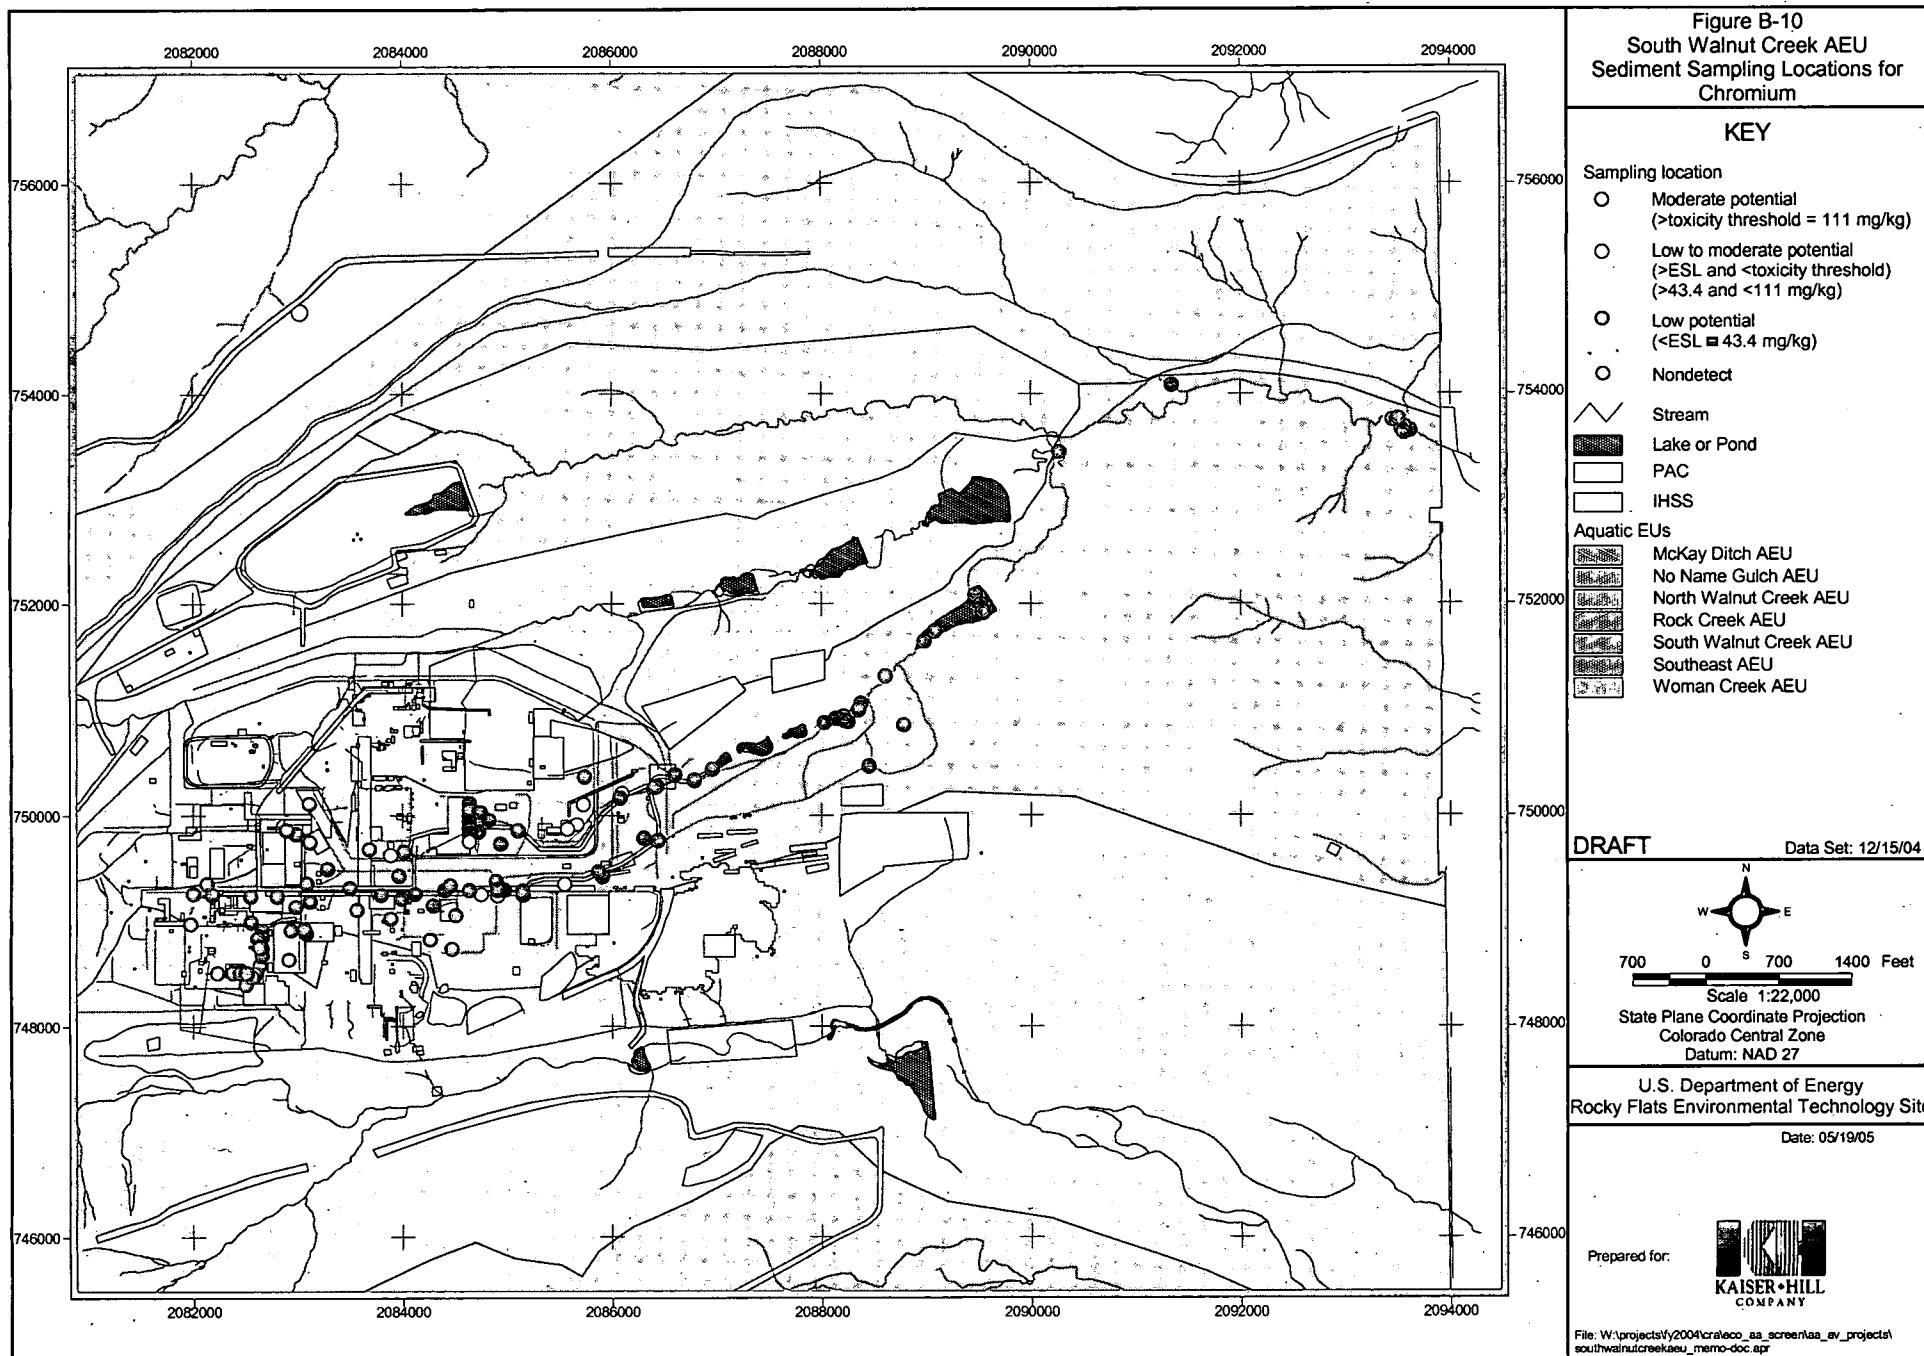 Figure B-10
South Walnut Creek AEU
Sediment Sampling Locations for
Chromium
KEY
Sampling location
Moderate potential
(>toxicity threshold = 111 mg/kg)
Low to moderate potential
(>ESL and <toxicity threshold)
(>43.4 and <111 mg/kg)
Low potential
(<ESL = 43.4 mg/kg)
Nondetect
Stream
Lake or Pond
PAC
IHSS
Aquatic EUs
McKay Ditch AEU
No Name Gulch AEU
North Walnut Creek AEU
Rock Creek AEU
South Walnut Creek AEU
Southeast AEU
Woman Creek AEU
DRAFT
Data Set: 12/15/04
N
W E
S
700 0 700 1400 Feet
Scale 1:22,000
State Plane Coordinate Projection
Colorado Central Zone
Datum: NAD 27
U.S. Department of Energy
Rocky Flats Environmental Technology Site
Date: 05/19/05
Prepared for:
KAISER•HILL
COMPANY
File: W:\projects\fy2004\cra\eco_aa_screen\aa_av_projects\
southwalnutcreekaeu_memo-doc.apr
2082000 2084000 2086000 2088000 2090000 2092000 2094000
756000 756000
754000 754000
752000 752000
750000 750000
748000 748000
746000 746000
2082000 2084000 2086000 2088000 2090000 2092000 2094000